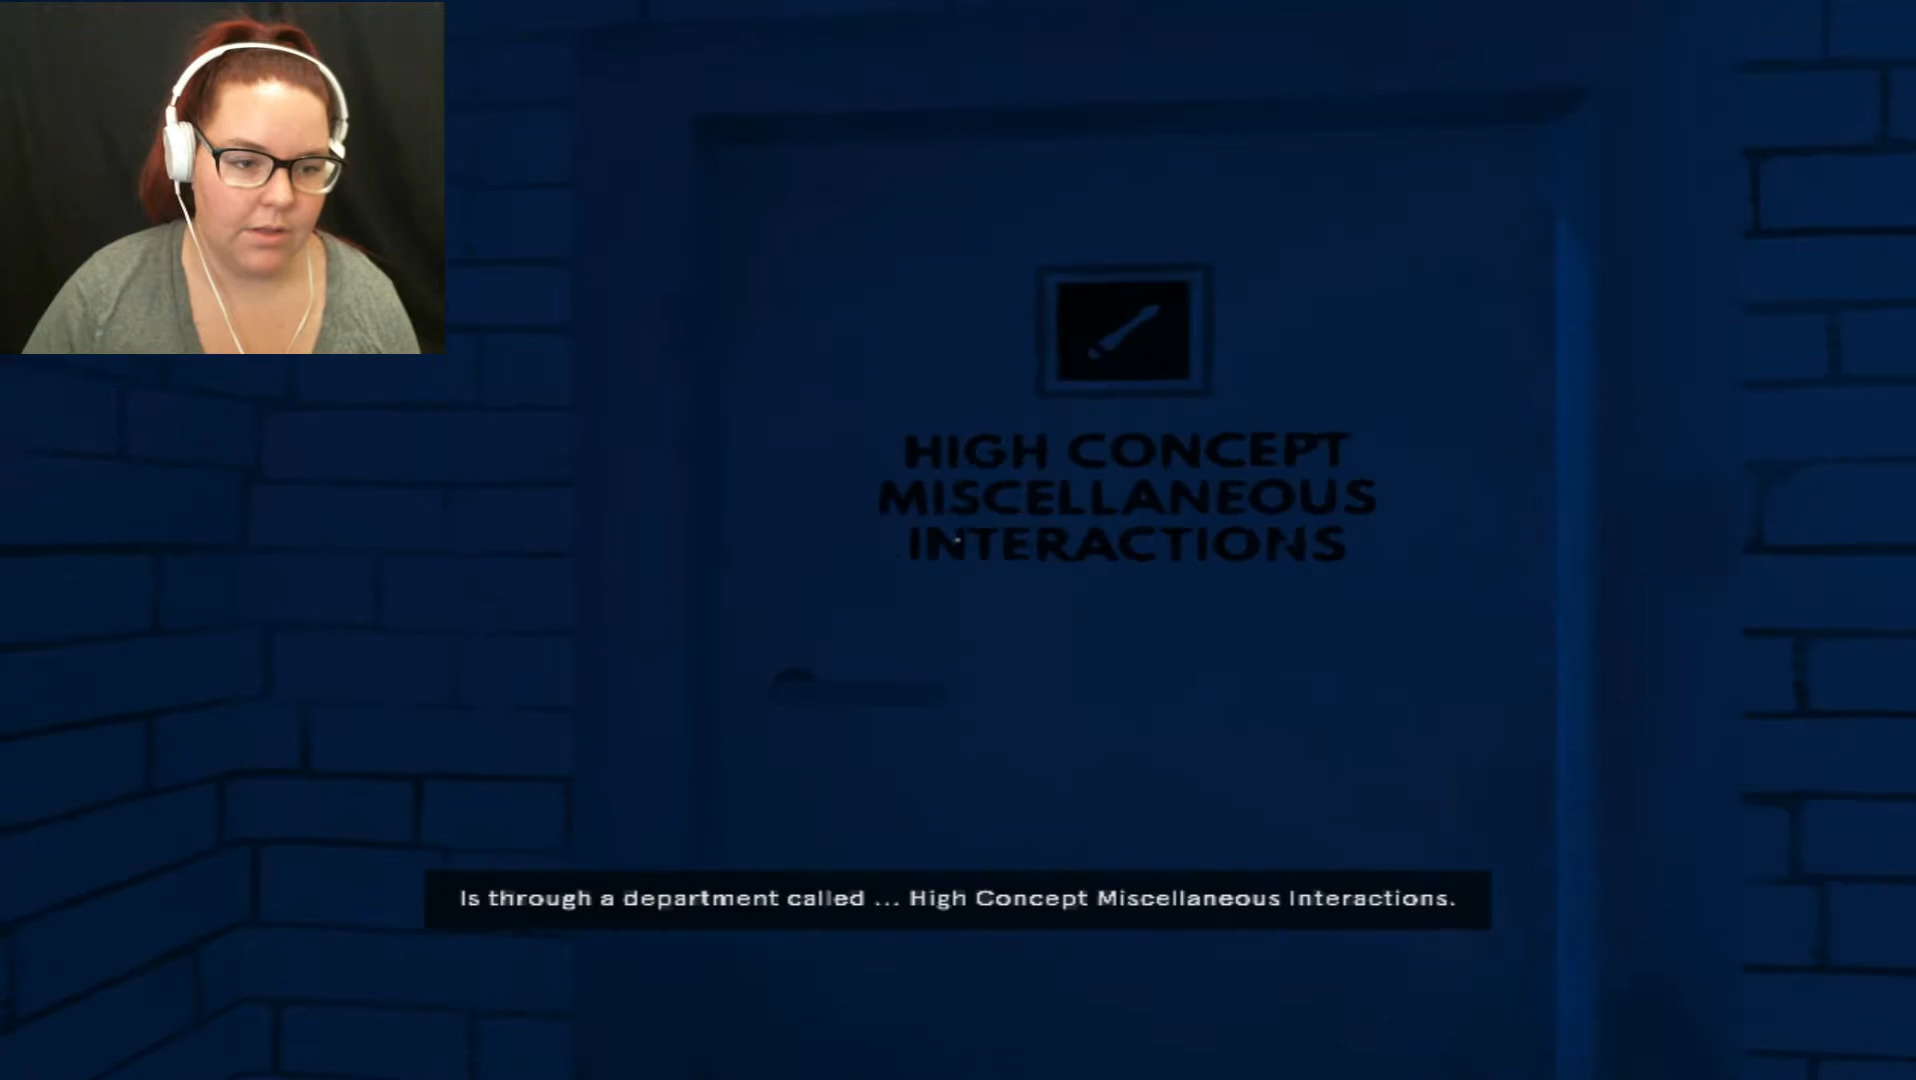 HIGH CONCEPT
MISCELLANEOUS
INTERACTIONS
Is through a department called ... High Concept Miscellaneous Interactions.